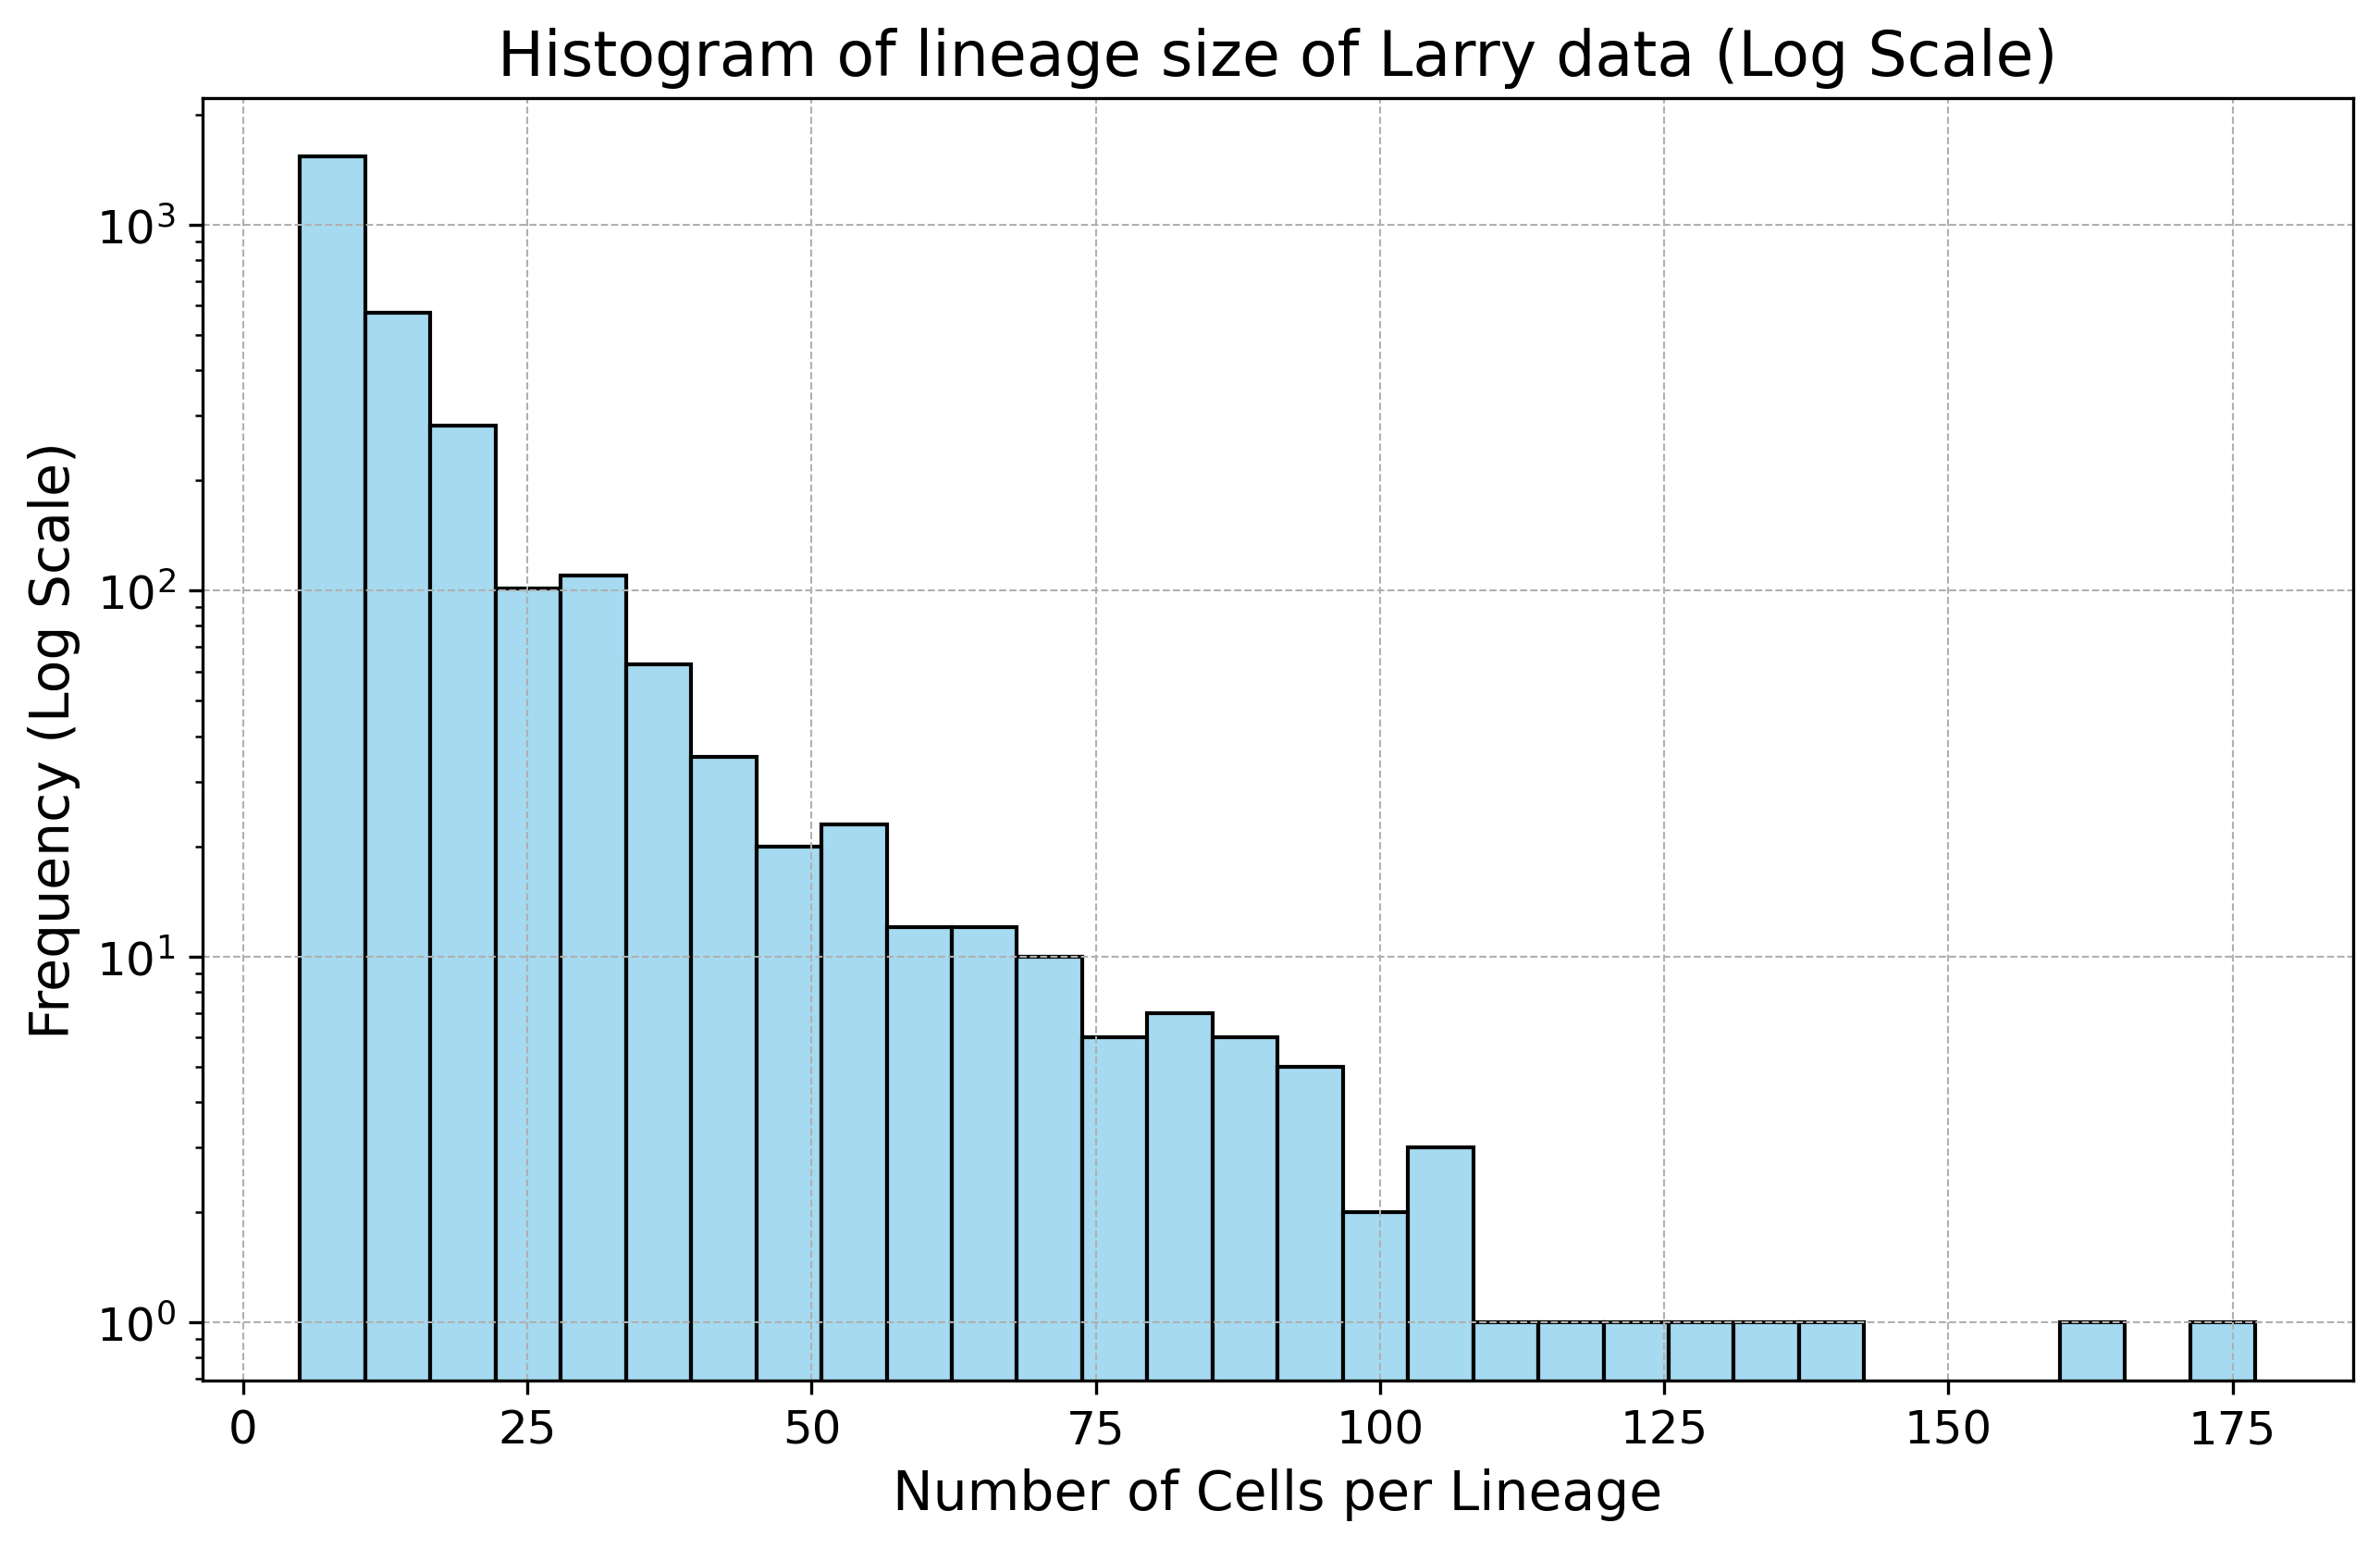 Histogram of lineage size of Larry data (Log Scale)
Frequency (Log Scale)
10³
10²
10¹
10⁰
0 25 50 75 100 125 150 175
Number of Cells per Lineage